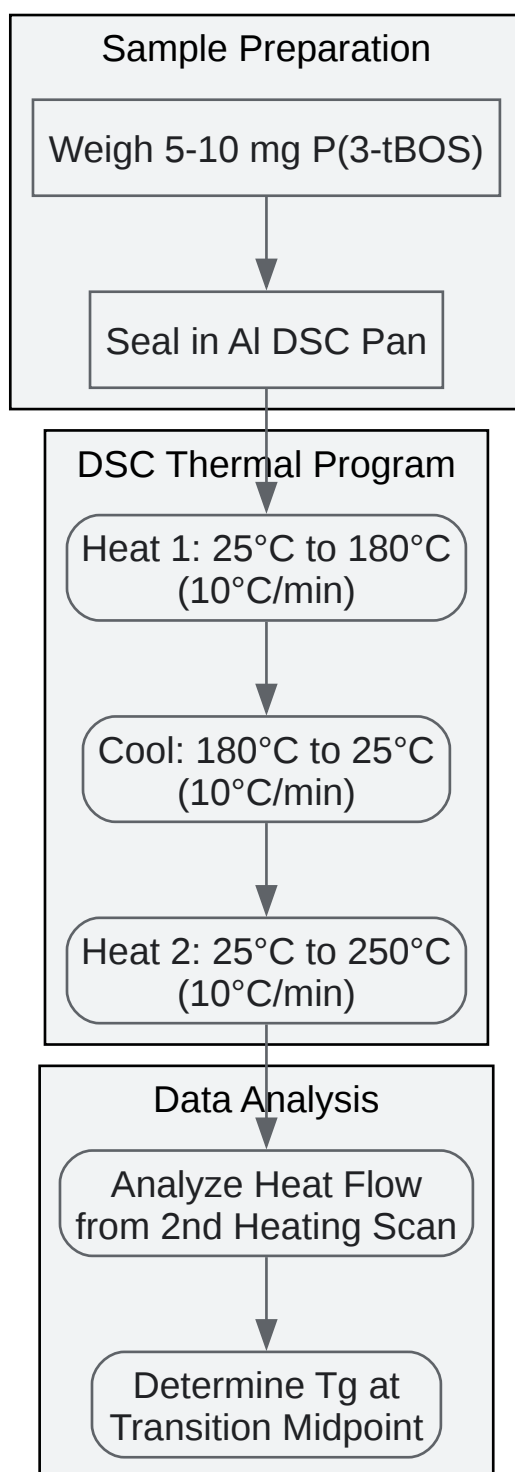 Sample Preparation
Weigh 5-10 mg P(3-tBOS)
Seal in Al DSC Pan
DSC Thermal Program
Heat 1: 25°C to 180°C
(10°C/min)
Cool: 180°C to 25°C
(10°C/min)
Heat 2: 25°C to 250°C
(10°C/min)
Data Analysis
Analyze Heat Flow
from 2nd Heating Scan
Determine Tg at
Transition Midpoint